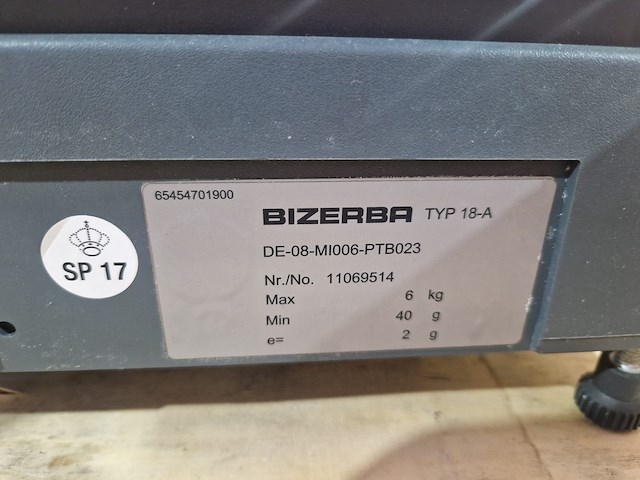 65454701900
BIZERBA TYP 18-A
DE-08-MI006-PTB023
SP 17
Nr./No. 11069514
Max 6 kg
Min 40 g
e= 2 g